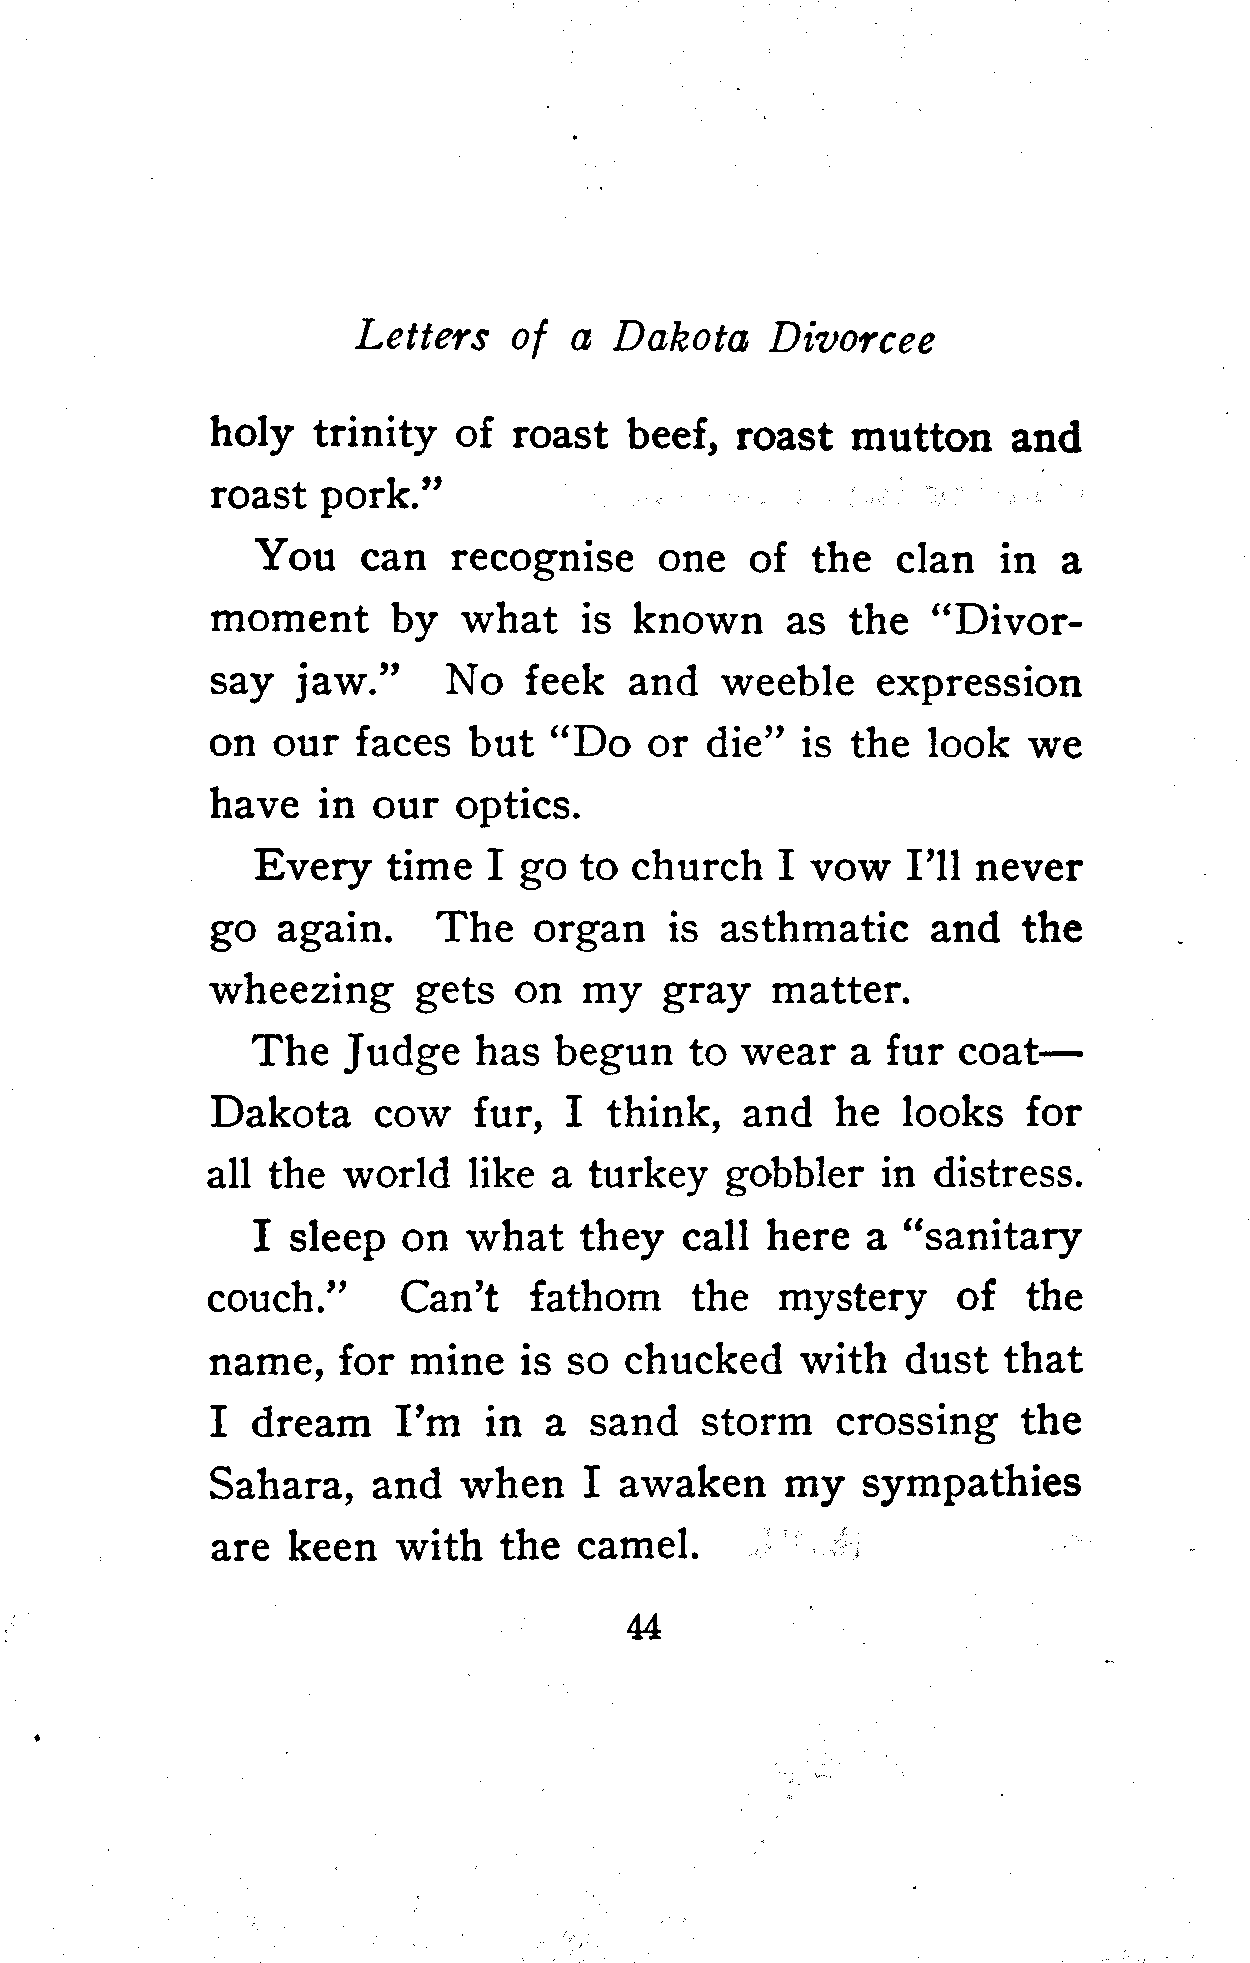 Letters of a Dakota Divorcee
holy trinity of roast beef, roast mutton and
roast pork."
You can recognise one of the clan in a
moment by what is known as the "Divor-
say jaw." No feek and weeble expression
on our faces but "Do or die" is the look we
have in our optics.
Every time I go to church I vow I'll never
go again. The organ is asthmatic and the
wheezing gets on my gray matter.
The Judge has begun to wear a fur coat—
Dakota cow fur, I think, and he looks for
all the world like a turkey gobbler in distress.
I sleep on what they call here a "sanitary
couch." Can't fathom the mystery of the
name, for mine is so chucked with dust that
I dream I'm in a sand storm crossing the
Sahara, and when I awaken my sympathies
are keen with the camel.
44